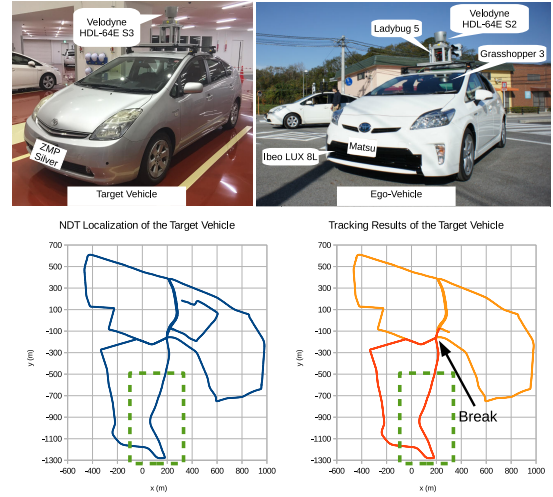 Velodyne
HDL-64E S3
ZMP
Silver
Target Vehicle
Ladybug 5
Velodyne
HDL-64E S2
Grasshopper 3
Ibeo LUX 8L
Matsu
Ego-Vehicle
NDT Localization of the Target Vehicle
y (m)
700
500
300
100
-100
-300
-500
-700
-900
-1100
-1300
-600 -400 -200 0 200 400 600 800 1000
x (m)
Tracking Results of the Target Vehicle
y (m)
700
500
300
100
-100
-300
-500
-700
-900
-1100
-1300
Break
-600 -400 -200 0 200 400 600 800 1000
x (m)